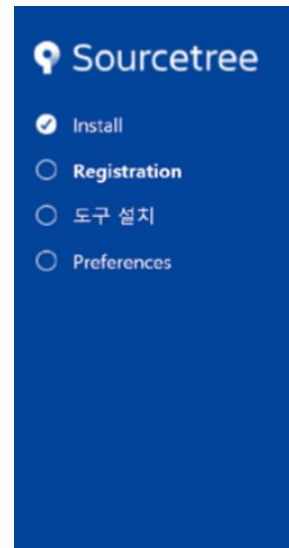 Sourcetree
Install
Registration
도구 설치
Preferences